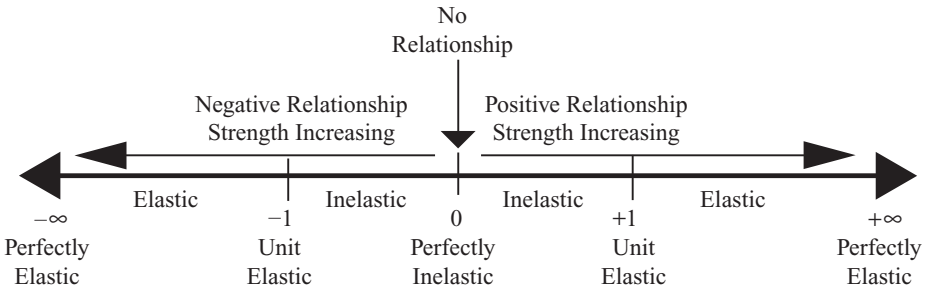 No
Relationship
Negative Relationship
Strength Increasing
Positive Relationship
Strength Increasing
Elastic
Inelastic
Inelastic
Elastic
−∞
Perfectly
Elastic
−1
Unit
Elastic
0
Perfectly
Inelastic
+1
Unit
Elastic
+∞
Perfectly
Elastic